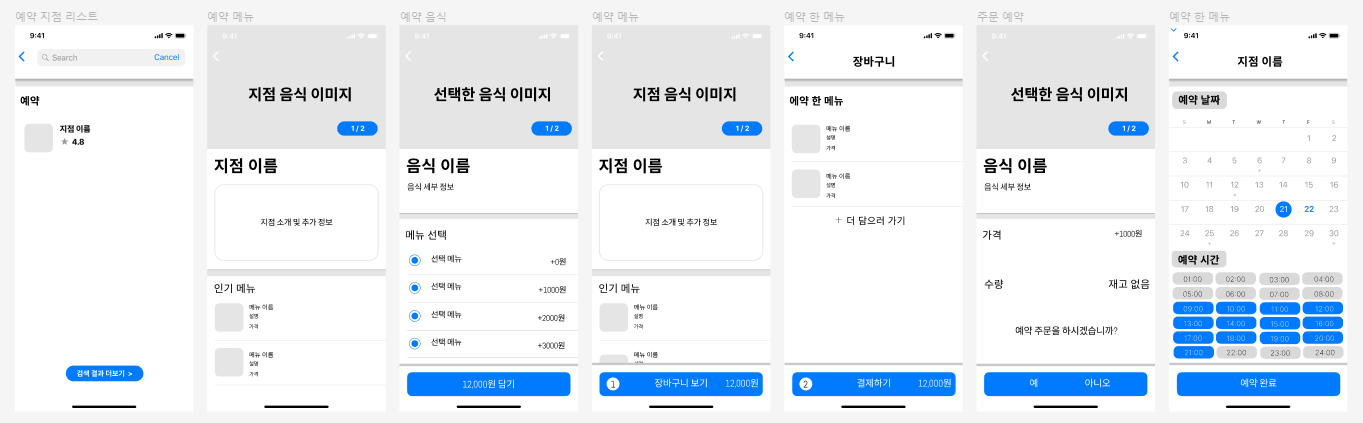 예약 지점 리스트
9:41
Search
Cancel
예약
지점 이름
4.8
검색 결과 더보기 >
예약 메뉴
9:41
지점 음식 이미지
1 / 2
지점 이름
지점 소개 및 추가 정보
인기 메뉴
메뉴 이름
설명
가격
메뉴 이름
설명
가격
예약 음식
9:41
선택한 음식 이미지
1 / 2
음식 이름
음식 세부 정보
메뉴 선택
선택 메뉴 +0원
선택 메뉴 +1000원
선택 메뉴 +2000원
선택 메뉴 +3000원
12,000원 담기
예약 메뉴
9:41
지점 음식 이미지
1 / 2
지점 이름
지점 소개 및 추가 정보
인기 메뉴
메뉴 이름
설명
가격
메뉴 이름
설명
1 장바구니 보기 12,000원
예약 한 메뉴
9:41
장바구니
에약 한 메뉴
메뉴 이름
설명
가격
메뉴 이름
설명
가격
+ 더 담으러 가기
2 결제하기 12,000원
주문 예약
9:41
선택한 음식 이미지
1 / 2
음식 이름
음식 세부 정보
가격 +1000원
수량 재고 없음
예약 주문을 하시겠습니까?
예 아니오
예약 한 메뉴
9:41
지점 이름
예약 날짜
S M T W T F S
1 2
3 4 5 6 7 8 9
10 11 12 13 14 15 16
17 18 19 20 21 22 23
24 25 26 27 28 29 30
예약 시간
01:00 02:00 03:00 04:00
05:00 06:00 07:00 08:00
09:00 10:00 11:00 12:00
13:00 14:00 15:00 16:00
17:00 18:00 19:00 20:00
21:00 22:00 23:00 24:00
예약 완료